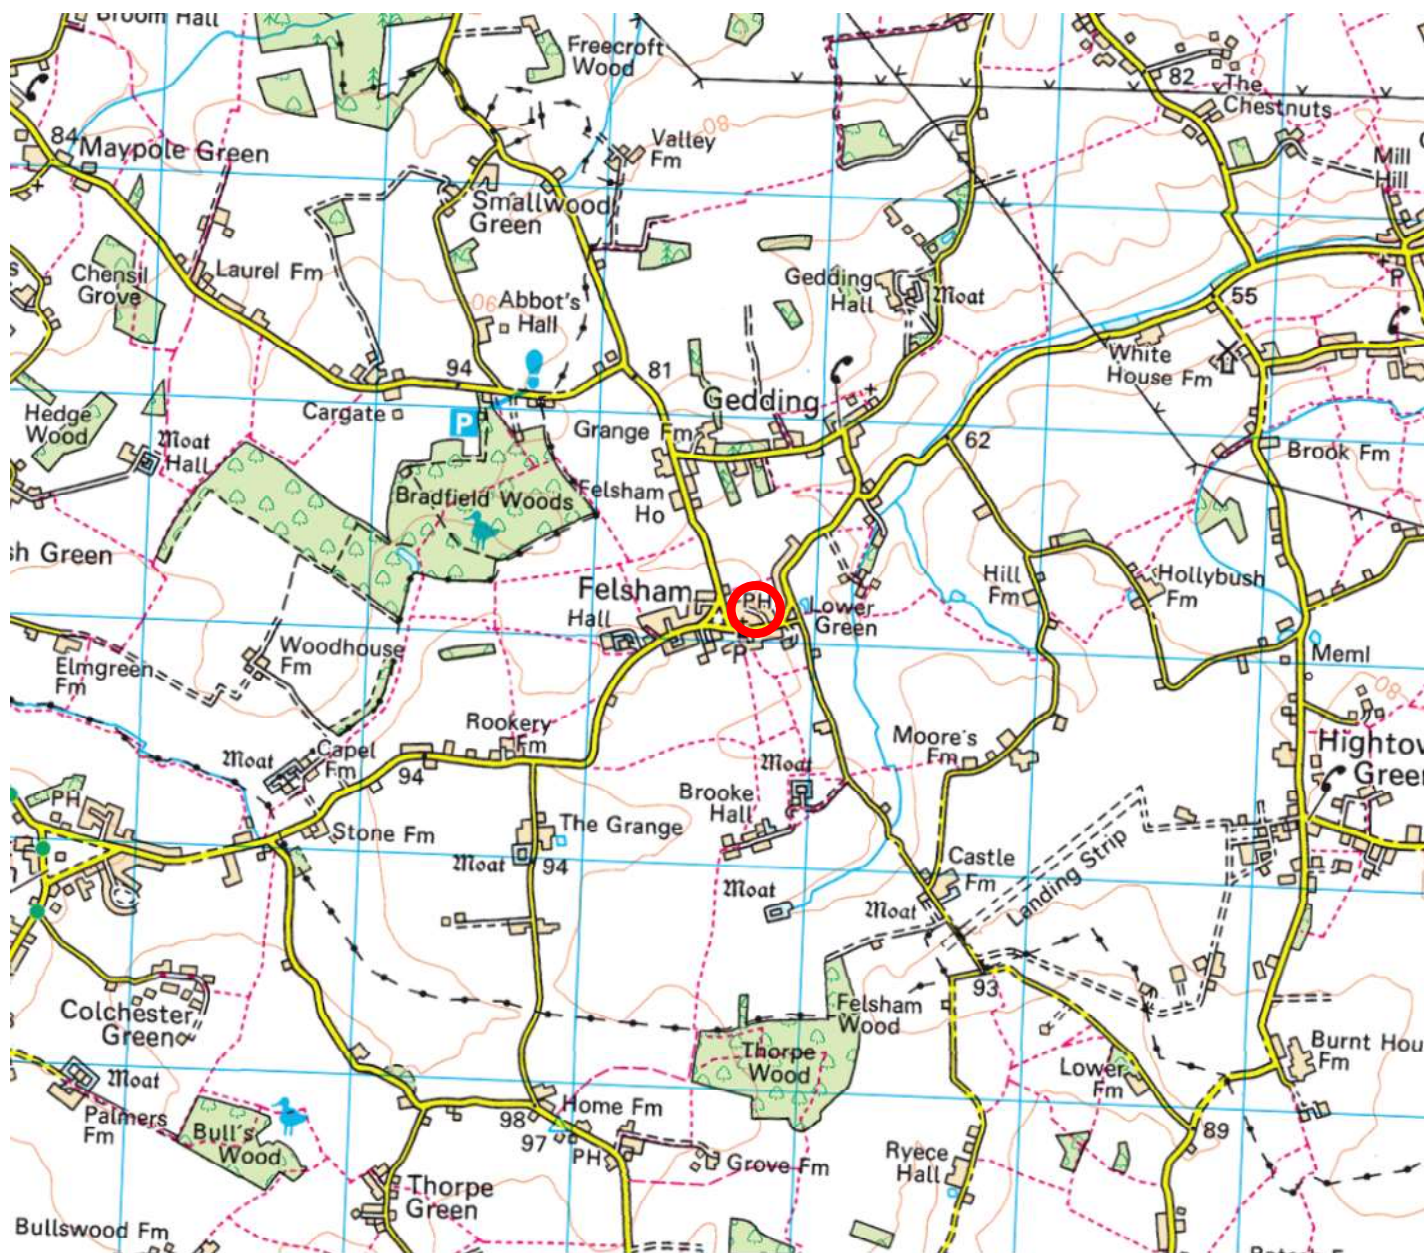 Broom Hall
Freecroft
Wood
82
The
Chestnuts
84
Maypole Green
Valley
Fm
80
Mill
Hill
Smallwood
Green
Chensil
Grove
Laurel Fm
Abbot's
Hall
90
Gedding
Hall
Moat
55
P
94
81
White
House Fm
Hedge
Wood
Cargate
P
Gedding
Grange Fm
Moat
Hall
62
Brook Fm
Bradfield Woods
Felsham
Ho
sh Green
Felsham
Hall
PH
Lower
Green
Hill
Fm
Hollybush
Fm
Elmgreen
Fm
Woodhouse
Fm
P
Meml
80
Rookery
Fm
Moore's
Fm
Moat
Capel
Fm
94
Moat
Brooke
Hall
Hightow
Green
PH
Stone Fm
The Grange
Moat
94
Castle
Fm
Landing Strip
Moat
Moat
Colchester
Green
93
Felsham
Wood
Thorpe
Wood
Burnt Hou
Fm
Moat
Palmers
Fm
Lower
Fm
Bull's
Wood
98
97
Home Fm
PH
Grove Fm
89
Ryece
Hall
Thorpe
Green
Bullswood Fm